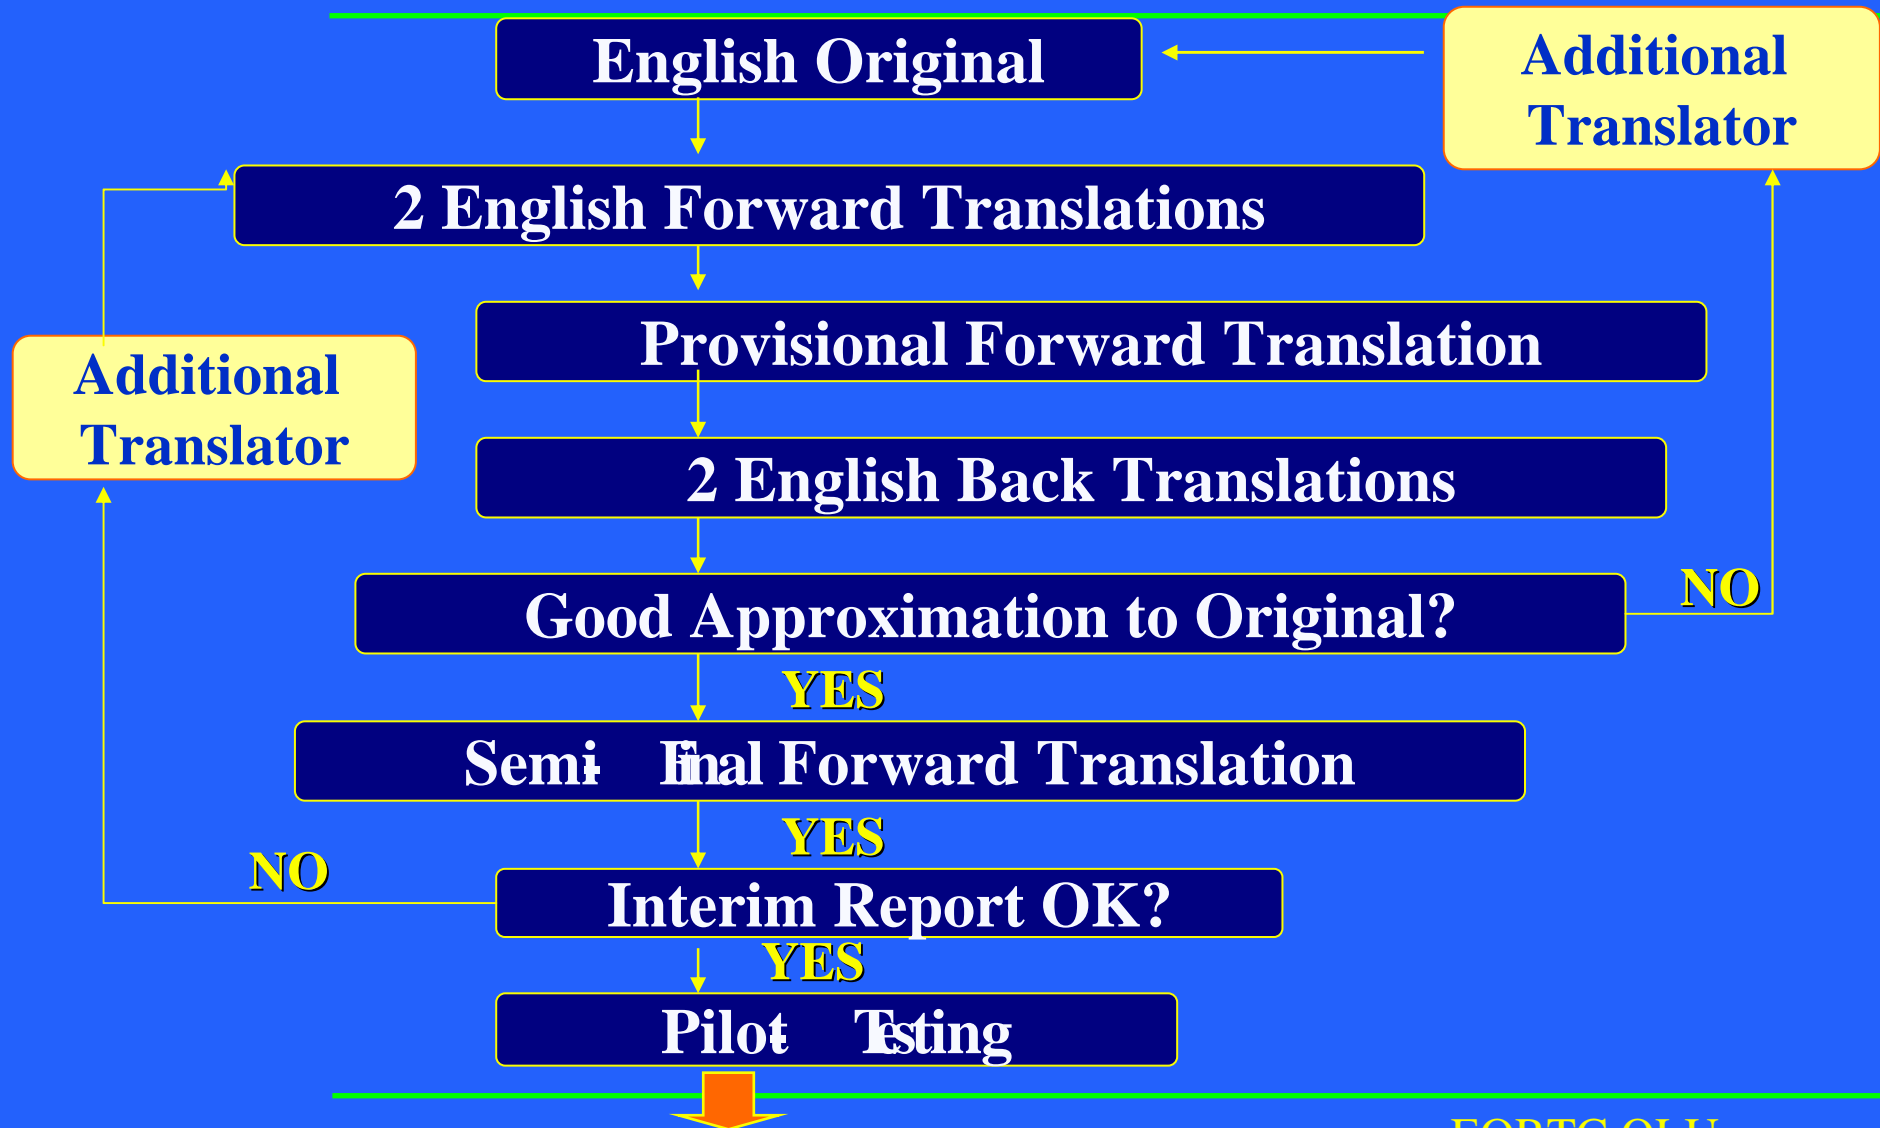 English Original
Additional
Translator
2 English Forward Translations
Provisional Forward Translation
Additional
Translator
2 English Back Translations
Good Approximation to Original?
NO
YES
Semi- Final Forward Translation
YES
NO
Interim Report OK?
YES
Pilot- Testing